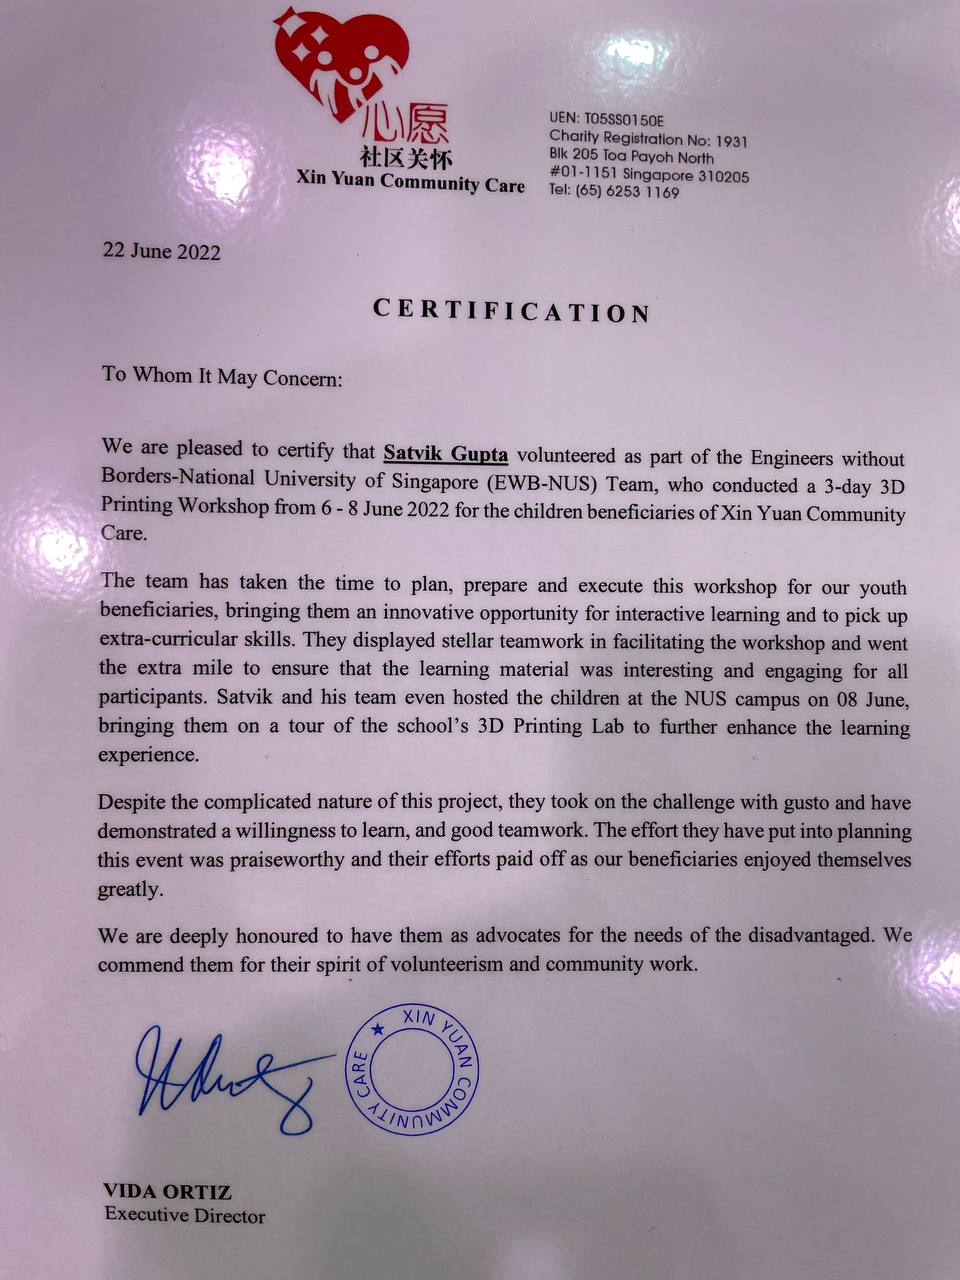 心愿
社区关怀
Xin Yuan Community Care
UEN: T05SS0150E
Charity Registration No: 1931
Blk 205 Toa Payoh North
#01-1151 Singapore 310205
Tel: (65) 6253 1169
22 June 2022
CERTIFICATION
To Whom It May Concern:
We are pleased to certify that Satvik Gupta volunteered as part of the Engineers without
Borders-National University of Singapore (EWB-NUS) Team, who conducted a 3-day 3D
Printing Workshop from 6 - 8 June 2022 for the children beneficiaries of Xin Yuan Community
Care.
The team has taken the time to plan, prepare and execute this workshop for our youth
beneficiaries, bringing them an innovative opportunity for interactive learning and to pick up
extra-curricular skills. They displayed stellar teamwork in facilitating the workshop and went
the extra mile to ensure that the learning material was interesting and engaging for all
participants. Satvik and his team even hosted the children at the NUS campus on 08 June,
bringing them on a tour of the school’s 3D Printing Lab to further enhance the learning
experience.
Despite the complicated nature of this project, they took on the challenge with gusto and have
demonstrated a willingness to learn, and good teamwork. The effort they have put into planning
this event was praiseworthy and their efforts paid off as our beneficiaries enjoyed themselves
greatly.
We are deeply honoured to have them as advocates for the needs of the disadvantaged. We
commend them for their spirit of volunteerism and community work.
XIN YUAN COMMUNITY CARE
VIDA ORTIZ
Executive Director